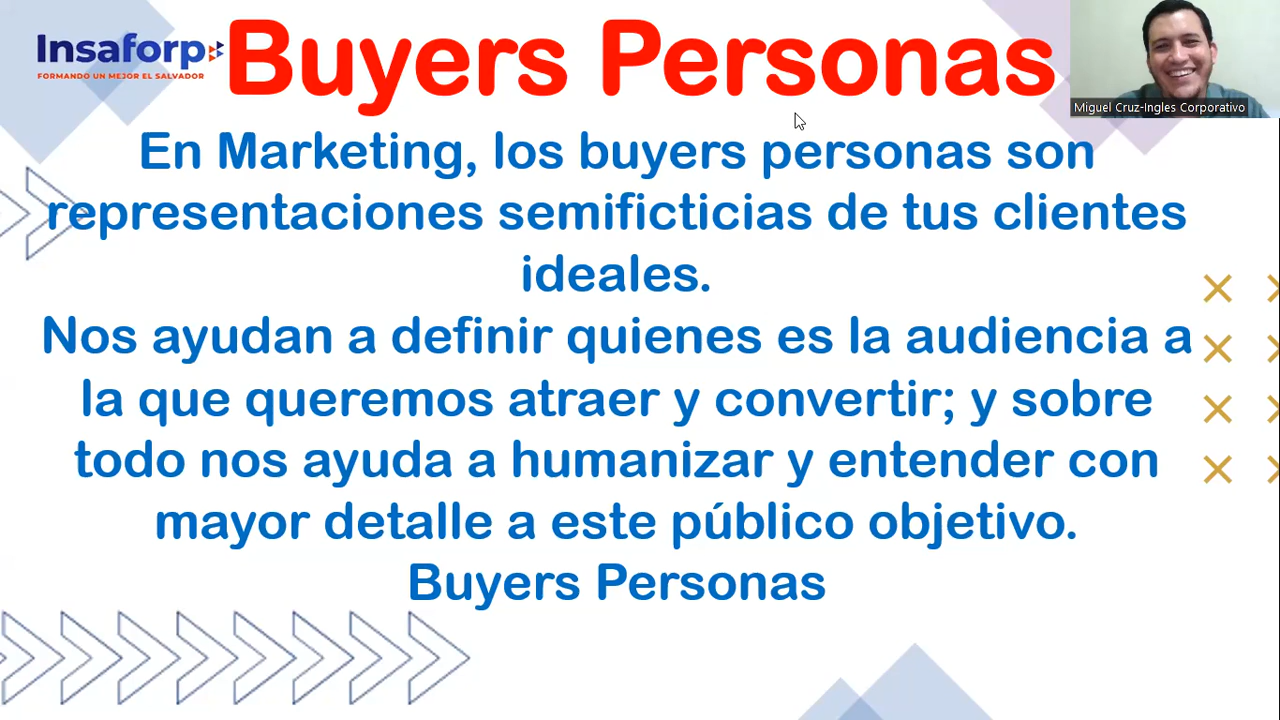 Insaforp
FORMANDO UN MEJOR EL SALVADOR
Buyers Personas
Miguel Cruz-Ingles Corporativo
En Marketing, los buyers personas son
representaciones semificticias de tus clientes
ideales.
Nos ayudan a definir quienes es la audiencia a
la que queremos atraer y convertir; y sobre
todo nos ayuda a humanizar y entender con
mayor detalle a este público objetivo.
Buyers Personas